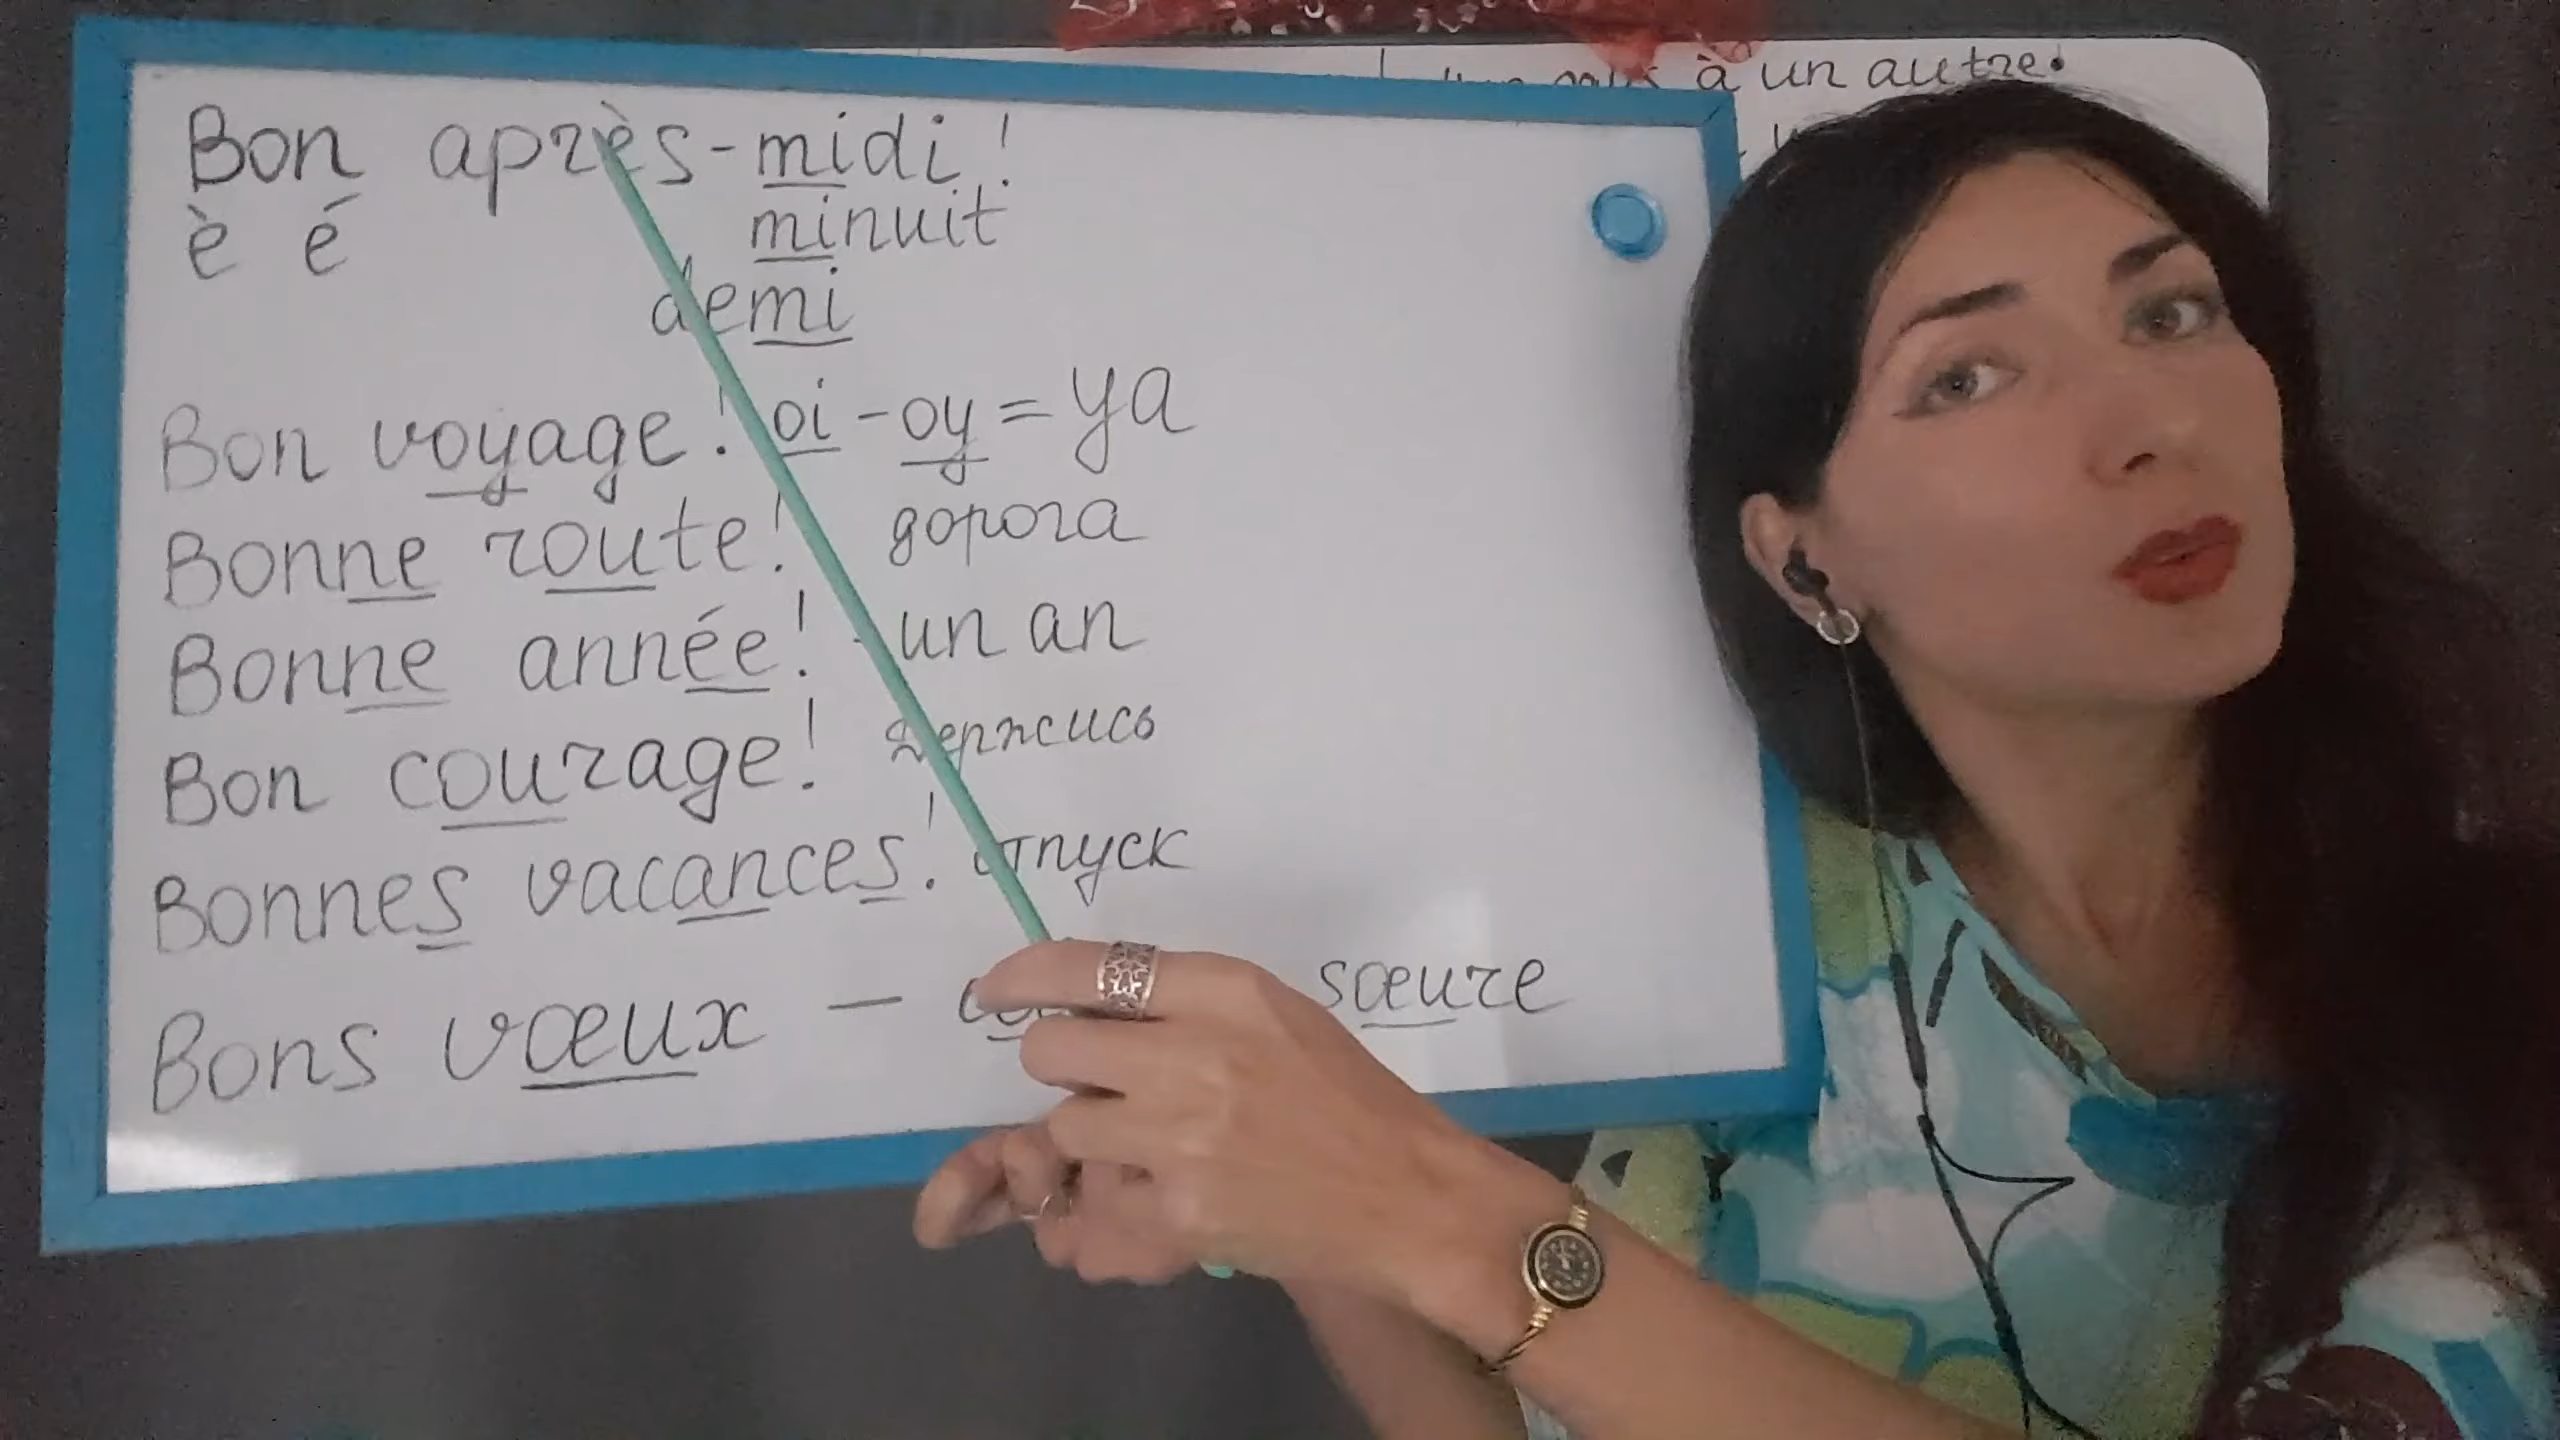 à un autre.
Bon après-midi !
è é minuit
demi
Bon voyage ! oi - oy = уа
Bonne route ! дорога
Bonne année ! - un an
Bon courage ! держись
Bonnes vacances ! отпуск
Bons vœux — sœure